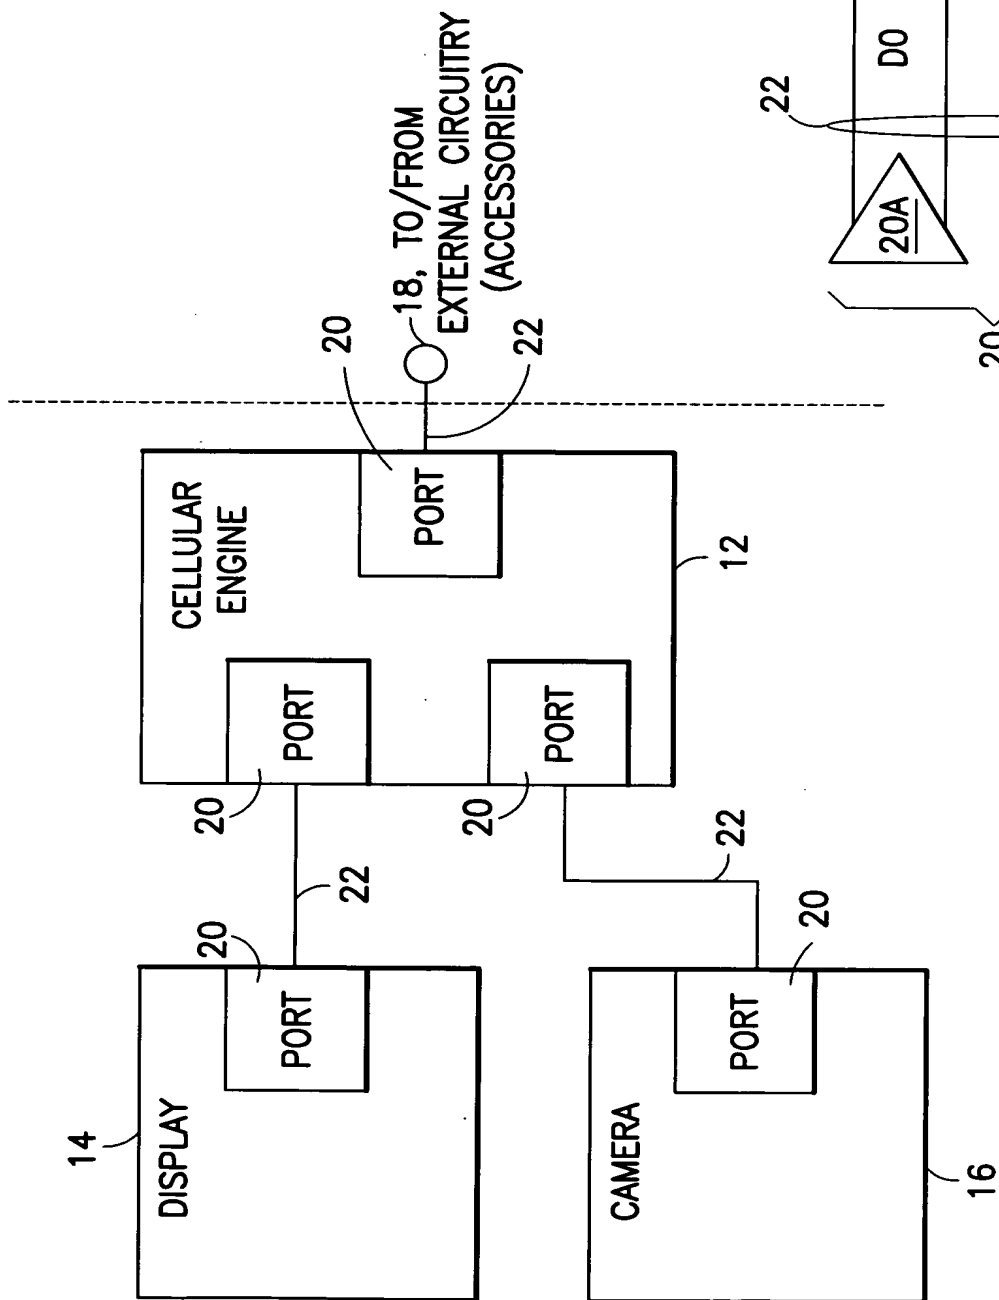 14
DISPLAY
20
PORT
22
20
PORT
CELLULAR
ENGINE
20
PORT
22
18, TO/FROM
EXTERNAL CIRCUITRY
(ACCESSORIES)
16
CAMERA
20
PORT
22
20
PORT
12
20
20A
22
D0